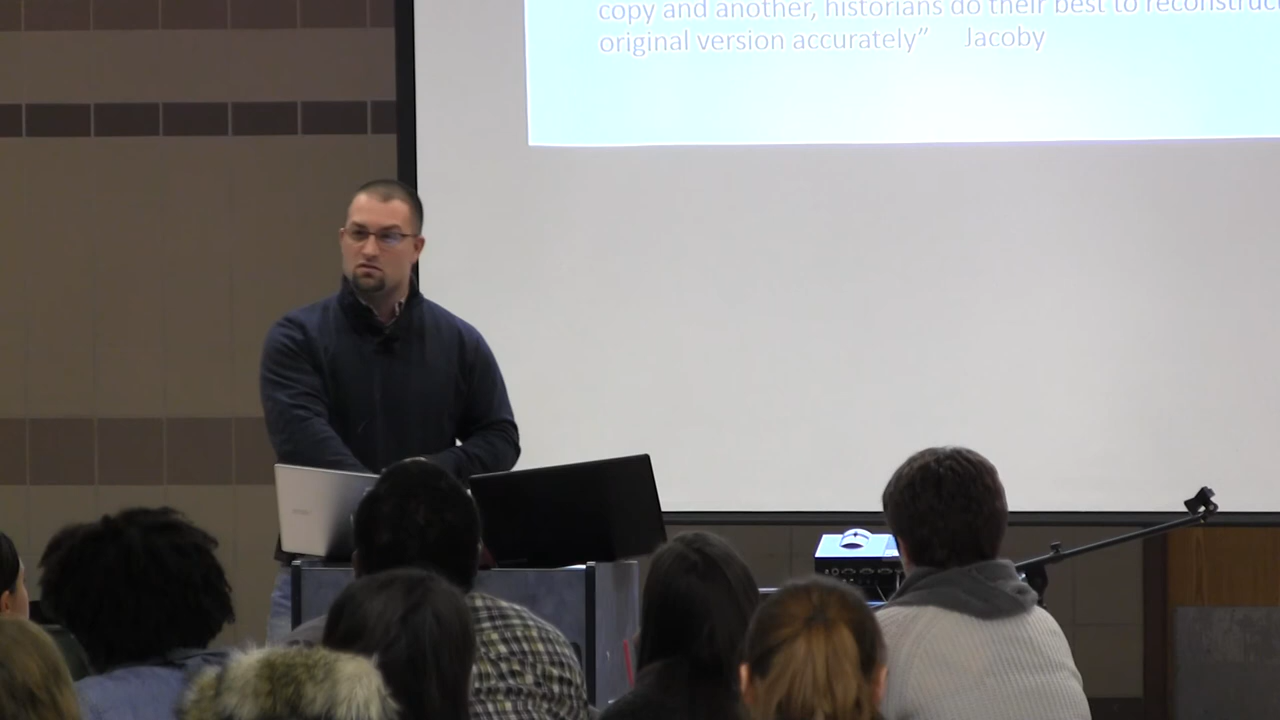 copy and another, historians do their best to reconstruct
original version accurately” Jacoby